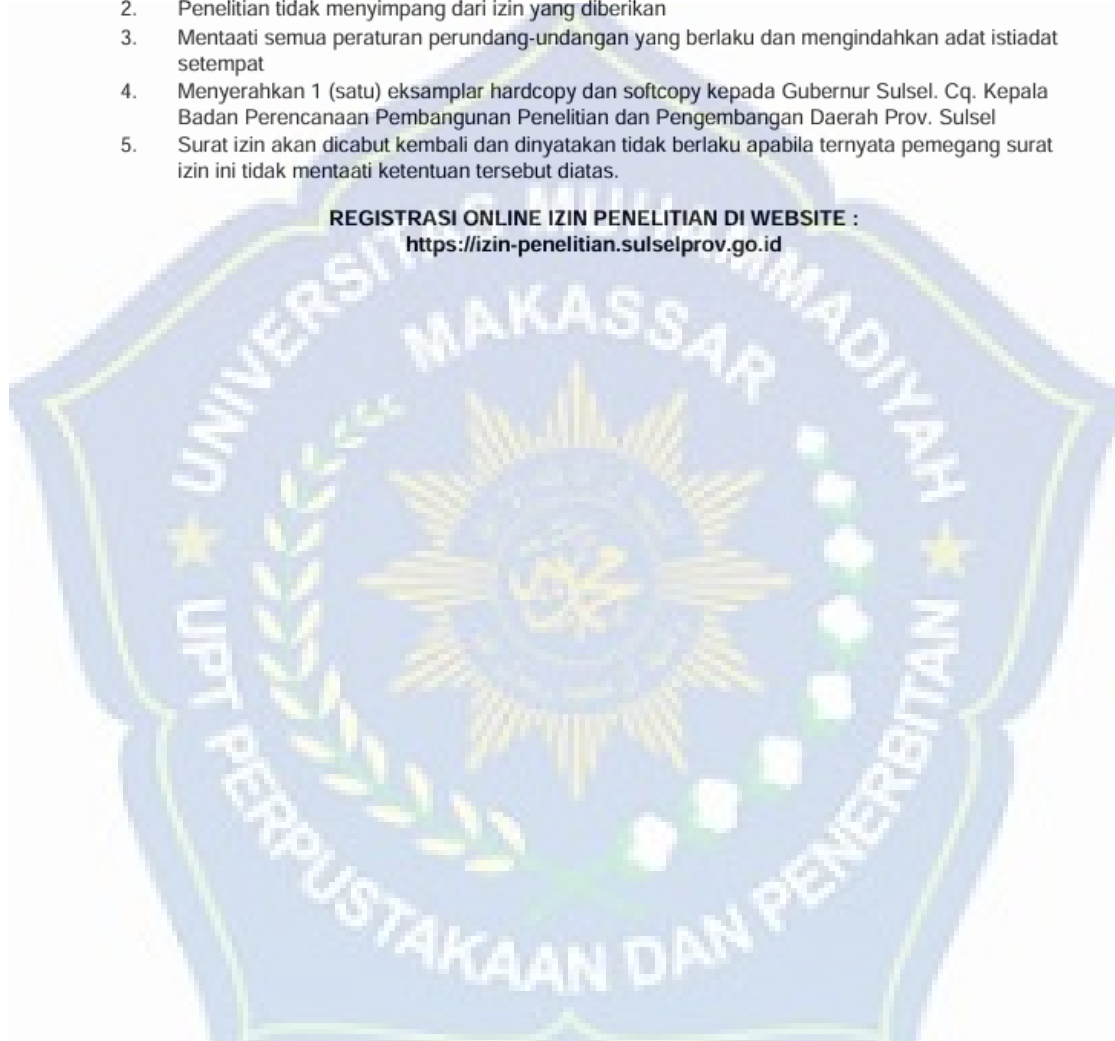 2. Penelitian tidak menyimpang dari izin yang diberikan
3. Mentaati semua peraturan perundang-undangan yang berlaku dan mengindahkan adat istiadat
setempat
4. Menyerahkan 1 (satu) eksamplar hardcopy dan softcopy kepada Gubernur Sulsel. Cq. Kepala
Badan Perencanaan Pembangunan Penelitian dan Pengembangan Daerah Prov. Sulsel
5. Surat izin akan dicabut kembali dan dinyatakan tidak berlaku apabila ternyata pemegang surat
izin ini tidak mentaati ketentuan tersebut diatas.
REGISTRASI ONLINE IZIN PENELITIAN DI WEBSITE :
https://izin-penelitian.sulselprov.go.id
UNIVERSITAS MUHAMMADIYAH
MAKASSAR
UPT PERPUSTAKAAN DAN PENERBITAN